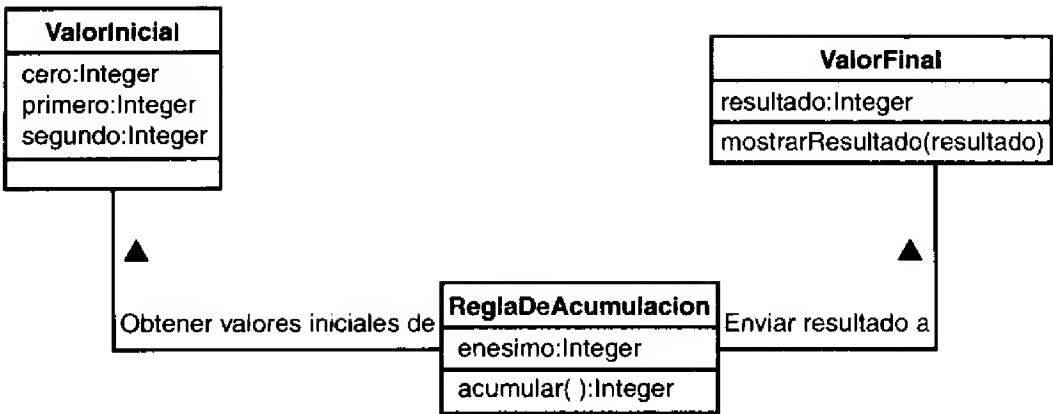 ValorInicial
cero:Integer
primero:Integer
segundo:Integer
ValorFinal
resultado:Integer
mostrarResultado(resultado)
Obtener valores iniciales de
ReglaDeAcumulacion
enesimo:Integer
acumular( ):Integer
Enviar resultado a